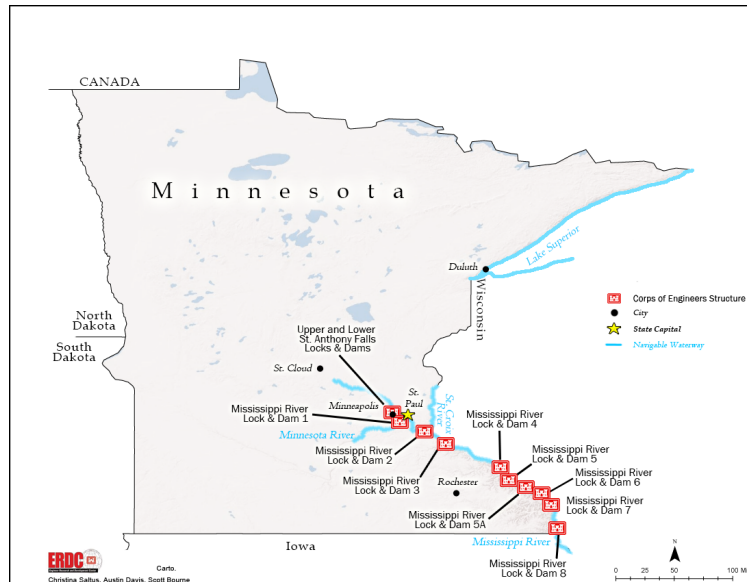 CANADA
Minnesota
Lake Superior
Duluth
Wisconsin
Corps of Engineers Structure
City
State Capital
Navigable Waterway
North
Dakota
South
Dakota
Upper and Lower
St. Anthony Falls
Locks & Dams
St. Cloud
St.
Paul
Minneapolis
St. Croix
River
Mississippi River
Lock & Dam 1
Minnesota River
Mississippi River
Lock & Dam 2
Mississippi River
Lock & Dam 3
Mississippi River
Lock & Dam 4
Mississippi River
Lock & Dam 5
Mississippi River
Lock & Dam 6
Mississippi River
Lock & Dam 7
Rochester
Mississippi River
Lock & Dam 5A
Mississippi River
Iowa
Mississippi River
Lock & Dam 8
ERDC
Carto.
Christina Saltus, Austin Davis, Scott Bourne
N
0 25 50 100 Mi